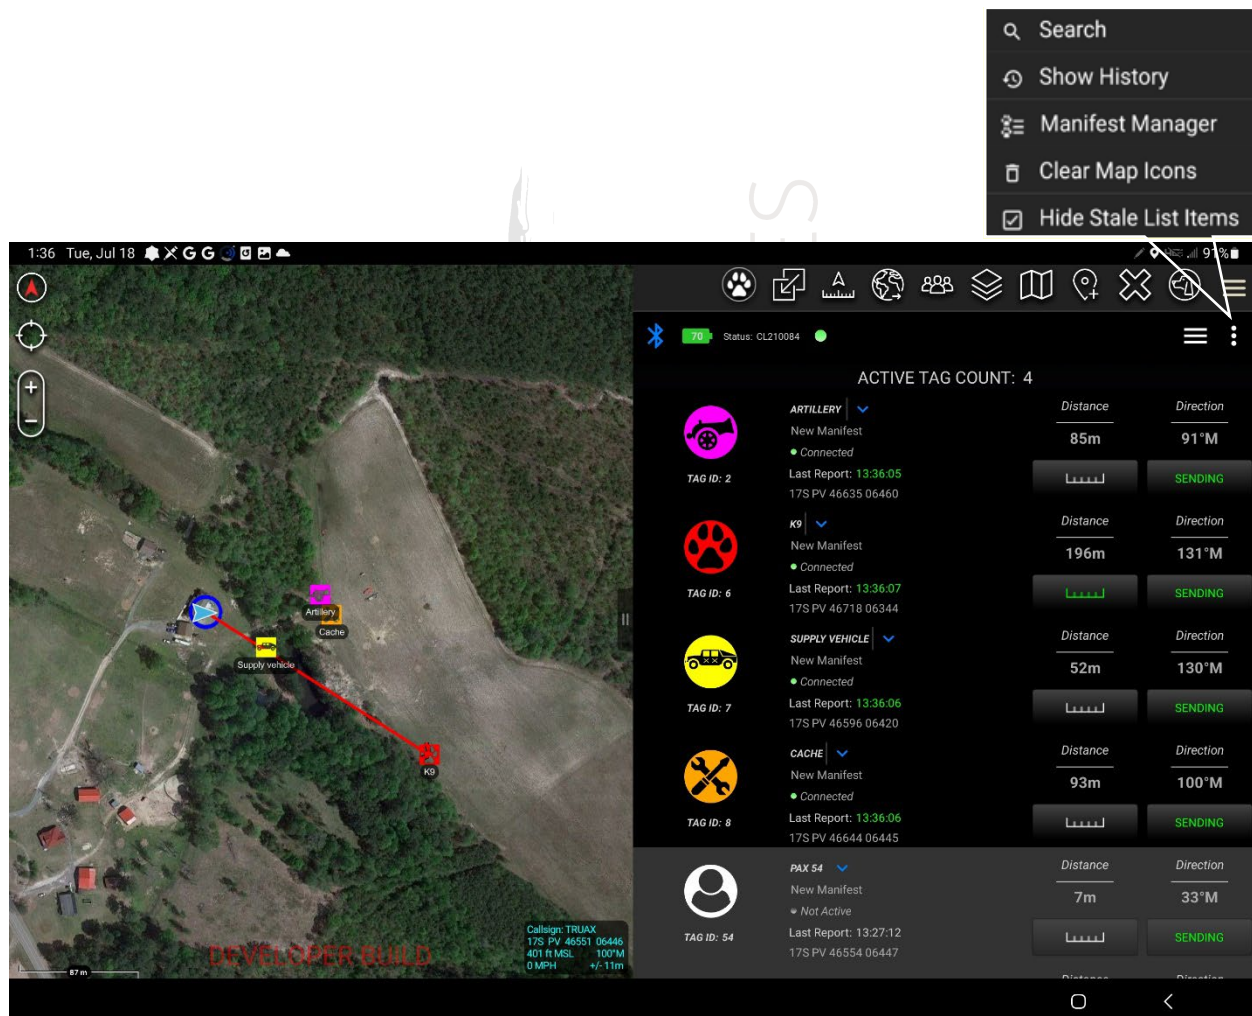 Search
Show History
Manifest Manager
Clear Map Icons
Hide Stale List Items
S
1:36 Tue, Jul 18 G G
91%
70 Status: CL210084
ACTIVE TAG COUNT: 4
ARTILLERY
New Manifest
Connected
TAG ID: 2
Last Report: 13:36:05
17S PV 46635 06460
Distance
85m
Direction
91°M
SENDING
K9
New Manifest
Connected
TAG ID: 6
Last Report: 13:36:07
17S PV 46718 06344
Distance
196m
Direction
131°M
SENDING
SUPPLY VEHICLE
New Manifest
Connected
TAG ID: 7
Last Report: 13:36:06
17S PV 46596 06420
Distance
52m
Direction
130°M
SENDING
CACHE
New Manifest
Connected
TAG ID: 8
Last Report: 13:36:06
17S PV 46644 06445
Distance
93m
Direction
100°M
SENDING
PAX 54
New Manifest
Not Active
TAG ID: 54
Last Report: 13:27:12
17S PV 46554 06447
Distance
7m
Direction
33°M
SENDING
Distance
Direction
Artillery
Cache
Supply vehicle
K9
Callsign: TRUAX
17S PV 46551 06446
401 ft MSL 100°M
0 MPH +/- 11m
DEVELOPER BUILD
87 m